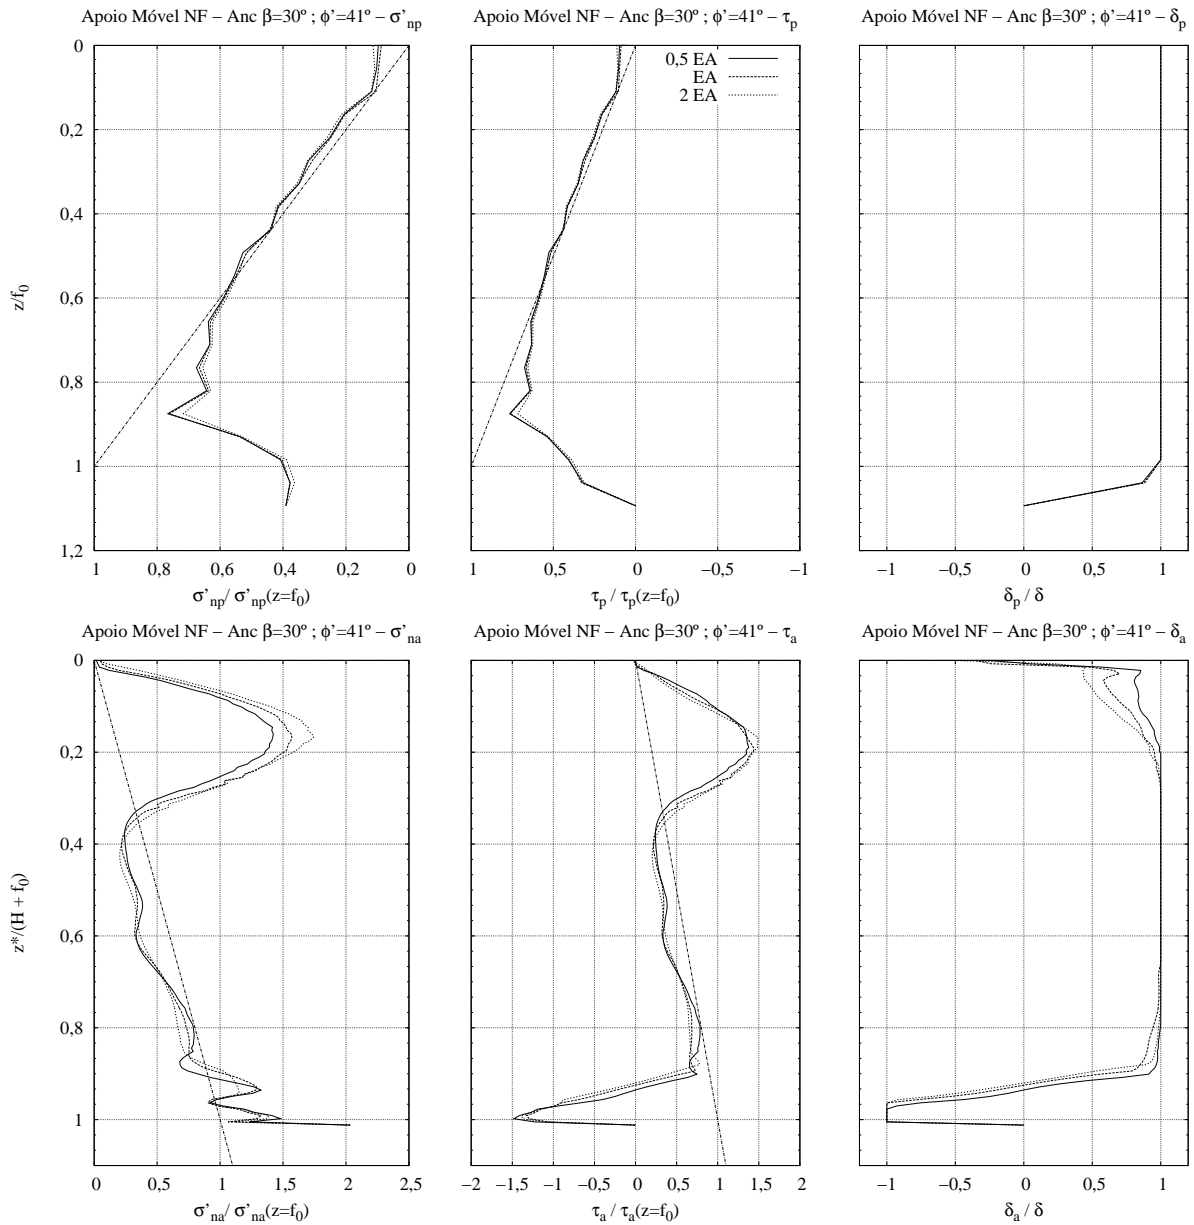 Apoio Móvel NF – Anc β=30º ; ϕ'=41º – σ'np
Apoio Móvel NF – Anc β=30º ; ϕ'=41º – τp
Apoio Móvel NF – Anc β=30º ; ϕ'=41º – δp
0,5 EA
EA
2 EA
0
0,2
0,4
0,6
0,8
1
1,2
z/f0
1 0,8 0,6 0,4 0,2 0
1 0,5 0 −0,5 −1
−1 −0,5 0 0,5 1
σ'np/ σ'np(z=f0)
τp / τp(z=f0)
δp / δ
Apoio Móvel NF – Anc β=30º ; ϕ'=41º – σ'na
Apoio Móvel NF – Anc β=30º ; ϕ'=41º – τa
Apoio Móvel NF – Anc β=30º ; ϕ'=41º – δa
0
0,2
0,4
0,6
0,8
1
z*/(H + f0)
0 0,5 1 1,5 2 2,5
−2 −1,5 −1 −0,5 0 0,5 1 1,5 2
−1 −0,5 0 0,5 1
σ'na/ σ'na(z=f0)
τa / τa(z=f0)
δa / δ